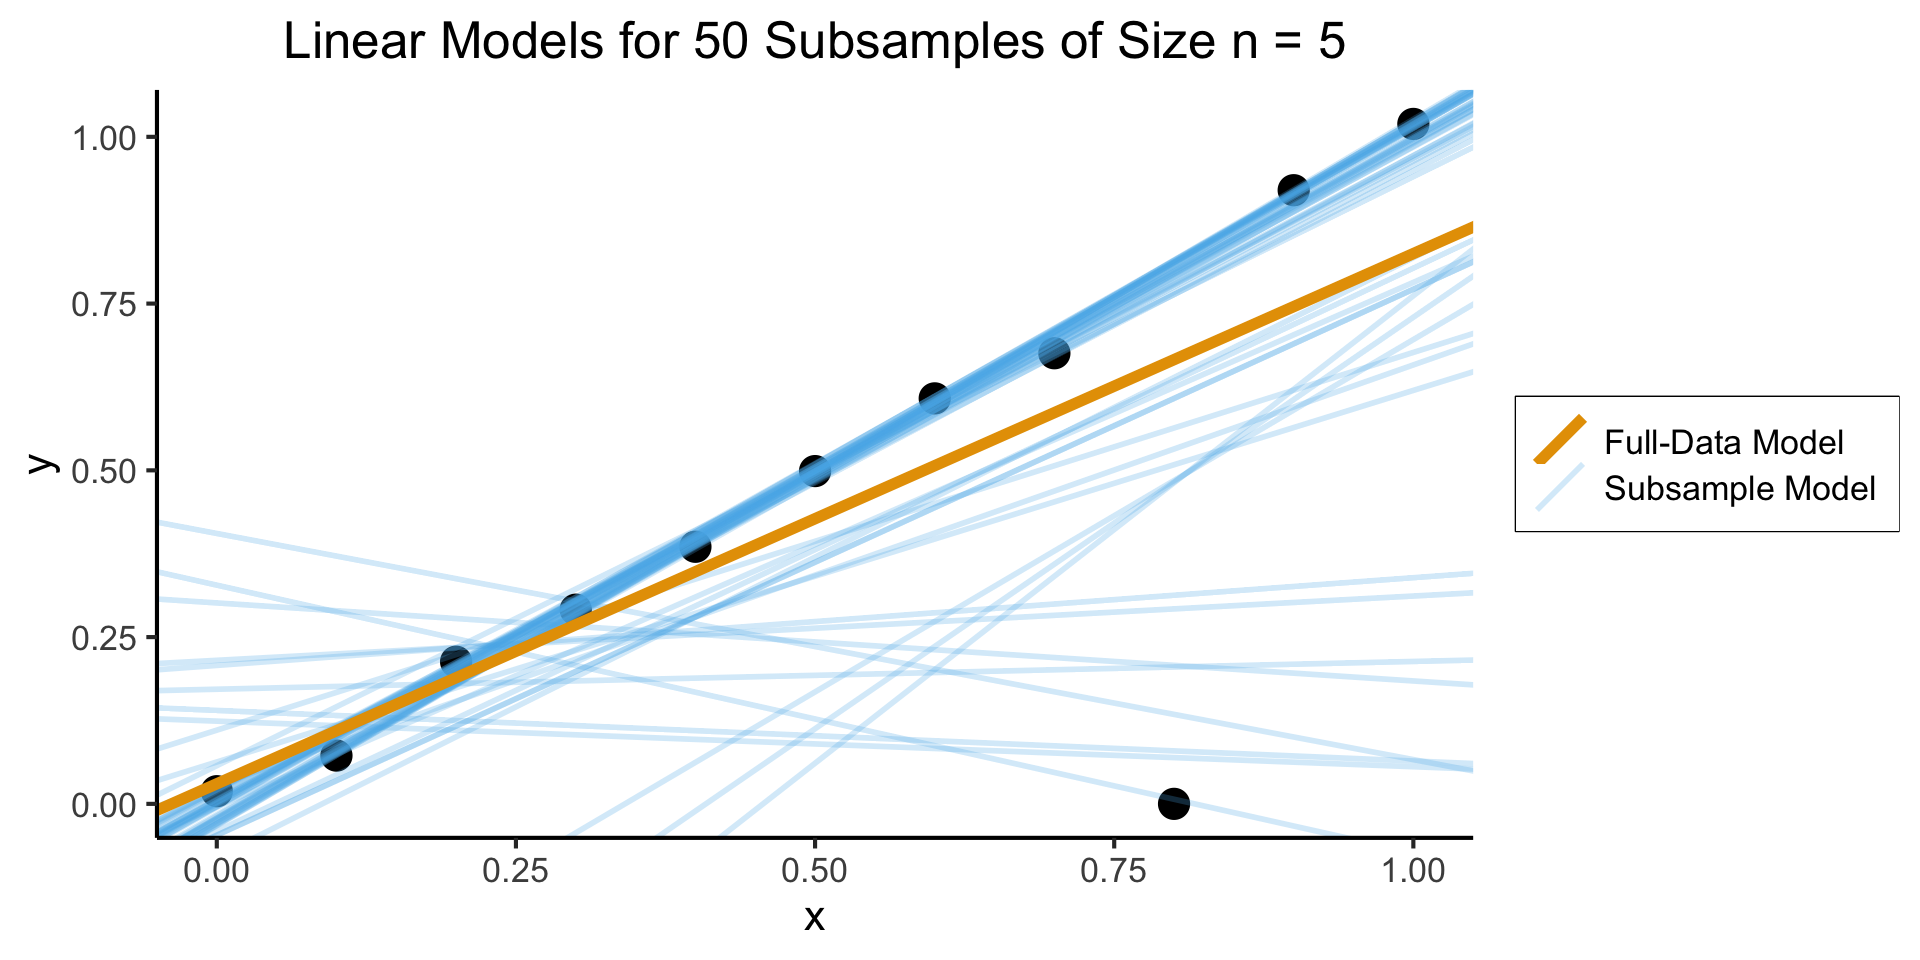 Linear Models for 50 Subsamples of Size n = 5
y
1.00
0.75
0.50
0.25
0.00
0.00 0.25 0.50 0.75 1.00
x
Full-Data Model
Subsample Model